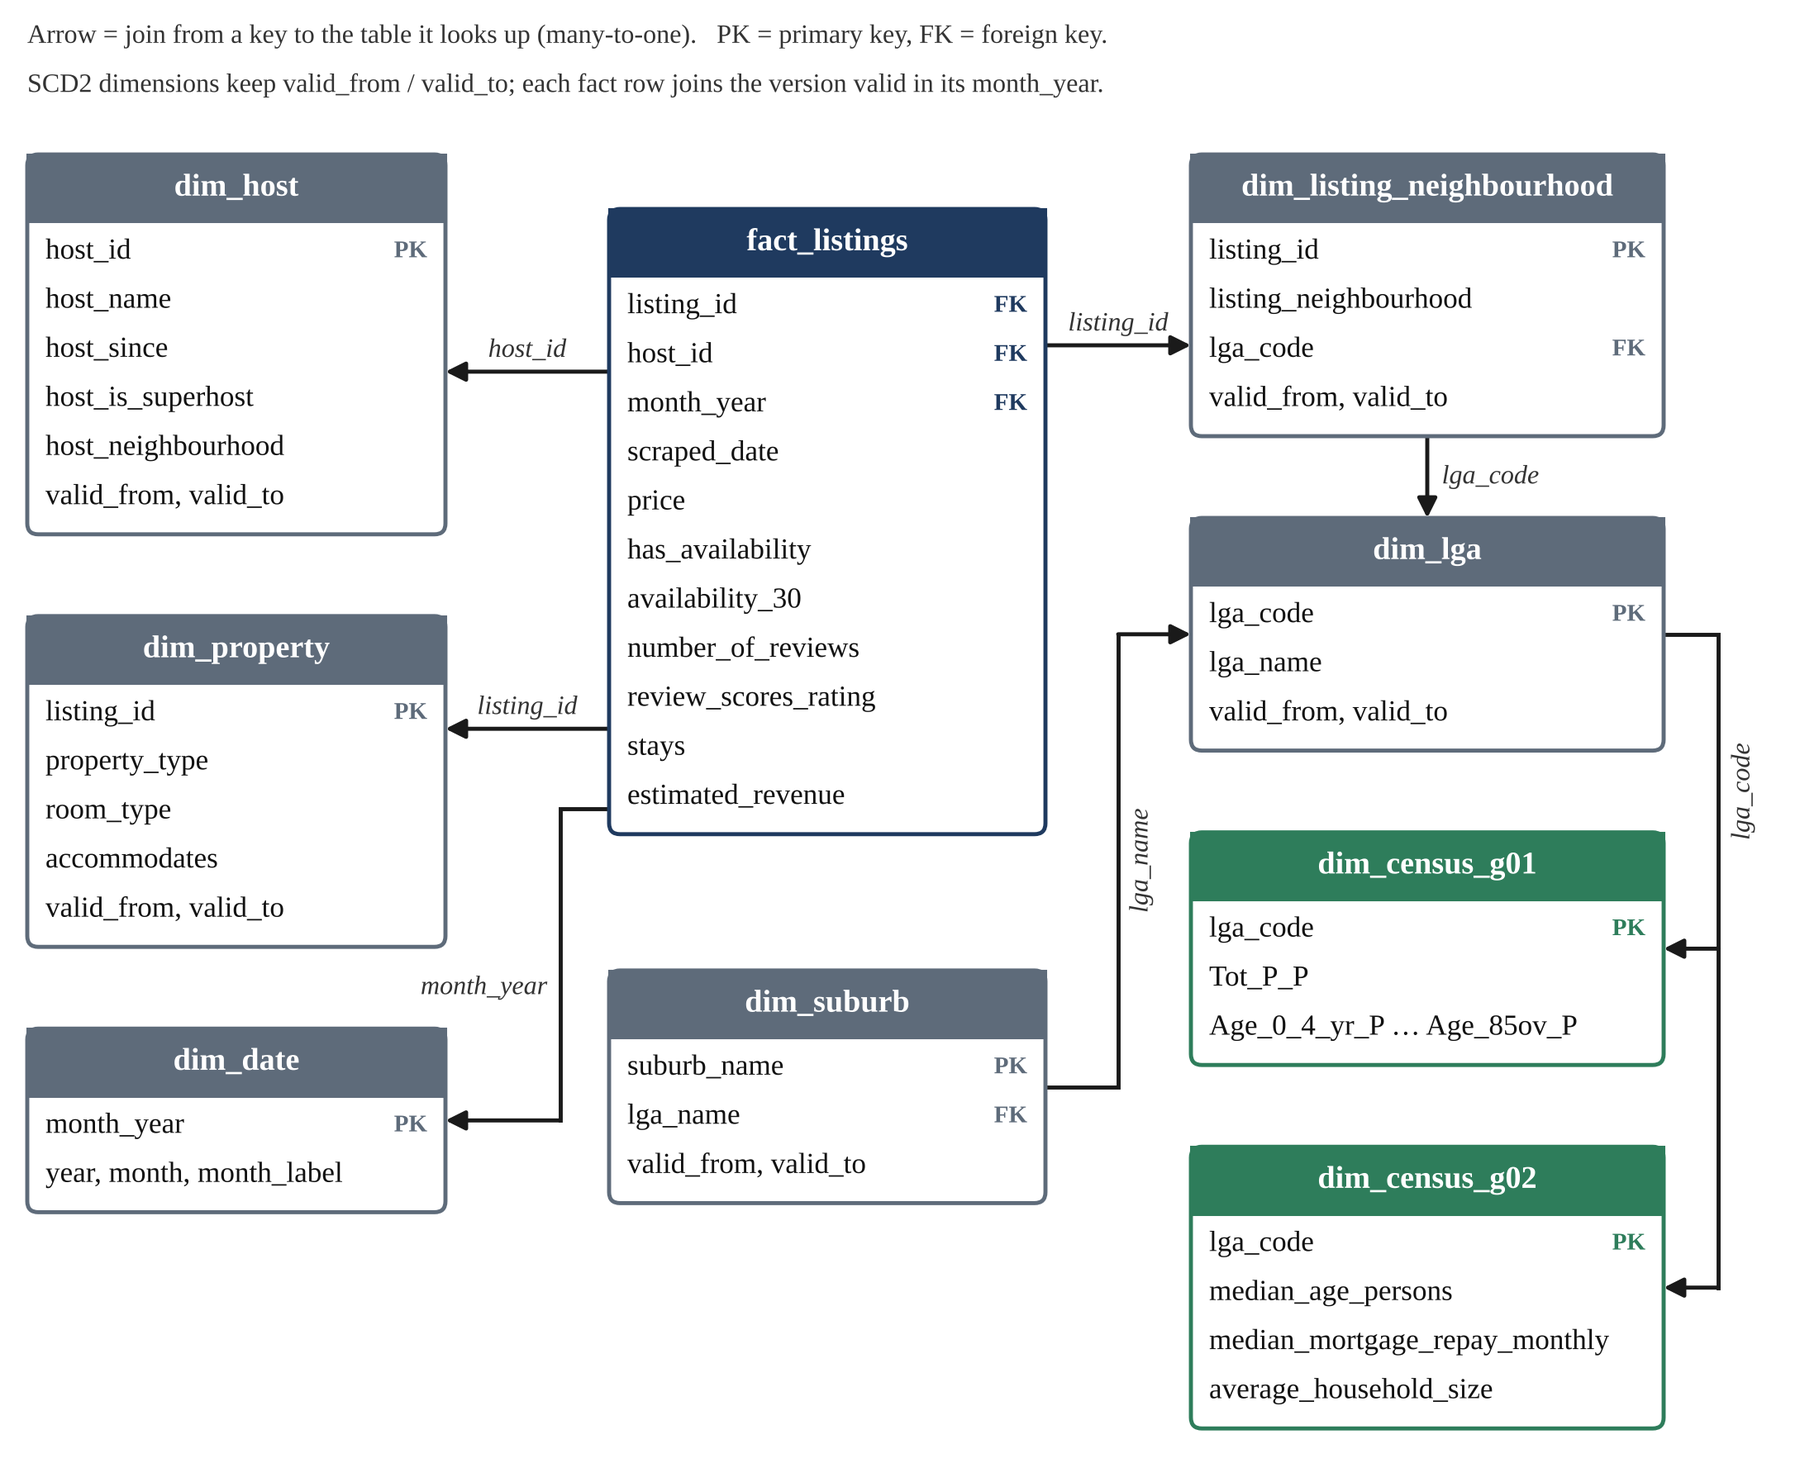 Arrow = join from a key to the table it looks up (many-to-one).   PK = primary key, FK = foreign key.
SCD2 dimensions keep valid_from / valid_to; each fact row joins the version valid in its month_year.
dim_host
host_id PK
host_name
host_since
host_is_superhost
host_neighbourhood
valid_from, valid_to
host_id
fact_listings
listing_id FK
host_id FK
month_year FK
scraped_date
price
has_availability
availability_30
number_of_reviews
review_scores_rating
stays
estimated_revenue
listing_id
dim_listing_neighbourhood
listing_id PK
listing_neighbourhood
lga_code FK
valid_from, valid_to
lga_code
dim_lga
lga_code PK
lga_name
valid_from, valid_to
lga_code
dim_property
listing_id PK
property_type
room_type
accommodates
valid_from, valid_to
listing_id
month_year
dim_date
month_year PK
year, month, month_label
dim_suburb
suburb_name PK
lga_name FK
valid_from, valid_to
lga_name
dim_census_g01
lga_code PK
Tot_P_P
Age_0_4_yr_P … Age_85ov_P
dim_census_g02
lga_code PK
median_age_persons
median_mortgage_repay_monthly
average_household_size